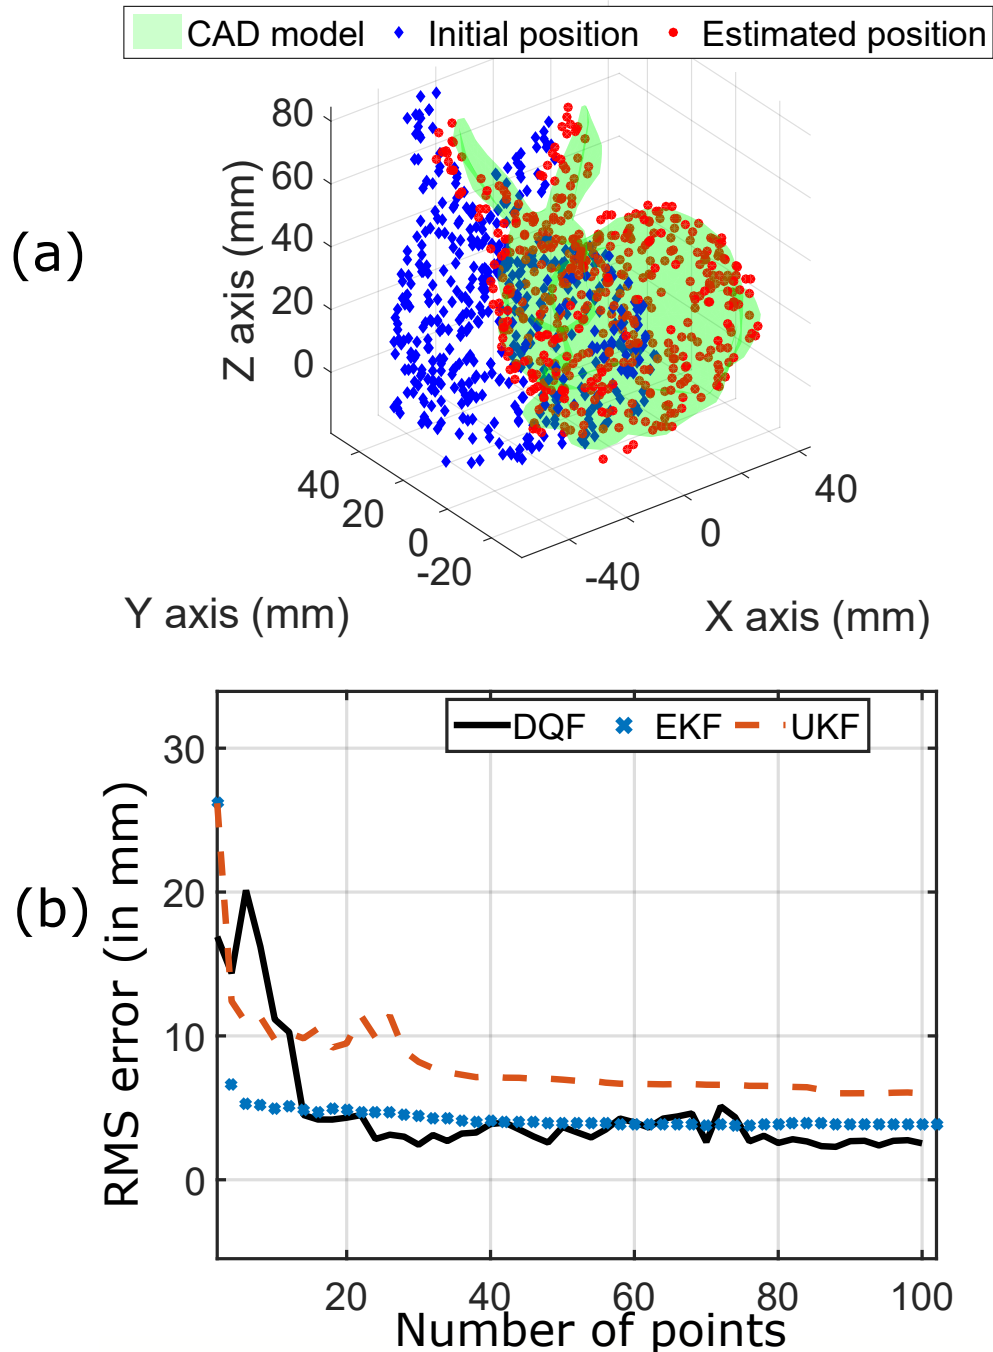 CAD model Initial position Estimated position
(a)
Z axis (mm)
80
60
40
20
0
40
20
0
-20
-40
0
40
Y axis (mm)
X axis (mm)
(b)
RMS error (in mm)
DQF EKF UKF
30
20
10
0
20 40 60 80 100
Number of points